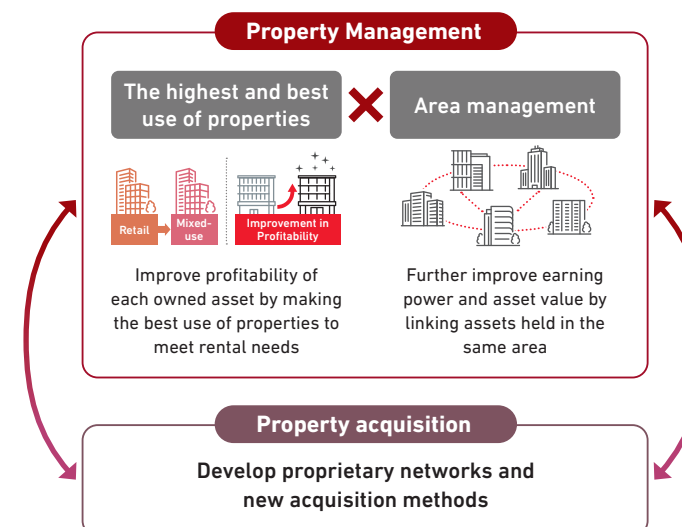 Property Management
The highest and best
use of properties
Area management
Retail
Mixed-
use
Improvement in
Profitability
Improve profitability of
each owned asset by making
the best use of properties to
meet rental needs
Further improve earning
power and asset value by
linking assets held in the
same area
Property acquisition
Develop proprietary networks and
new acquisition methods